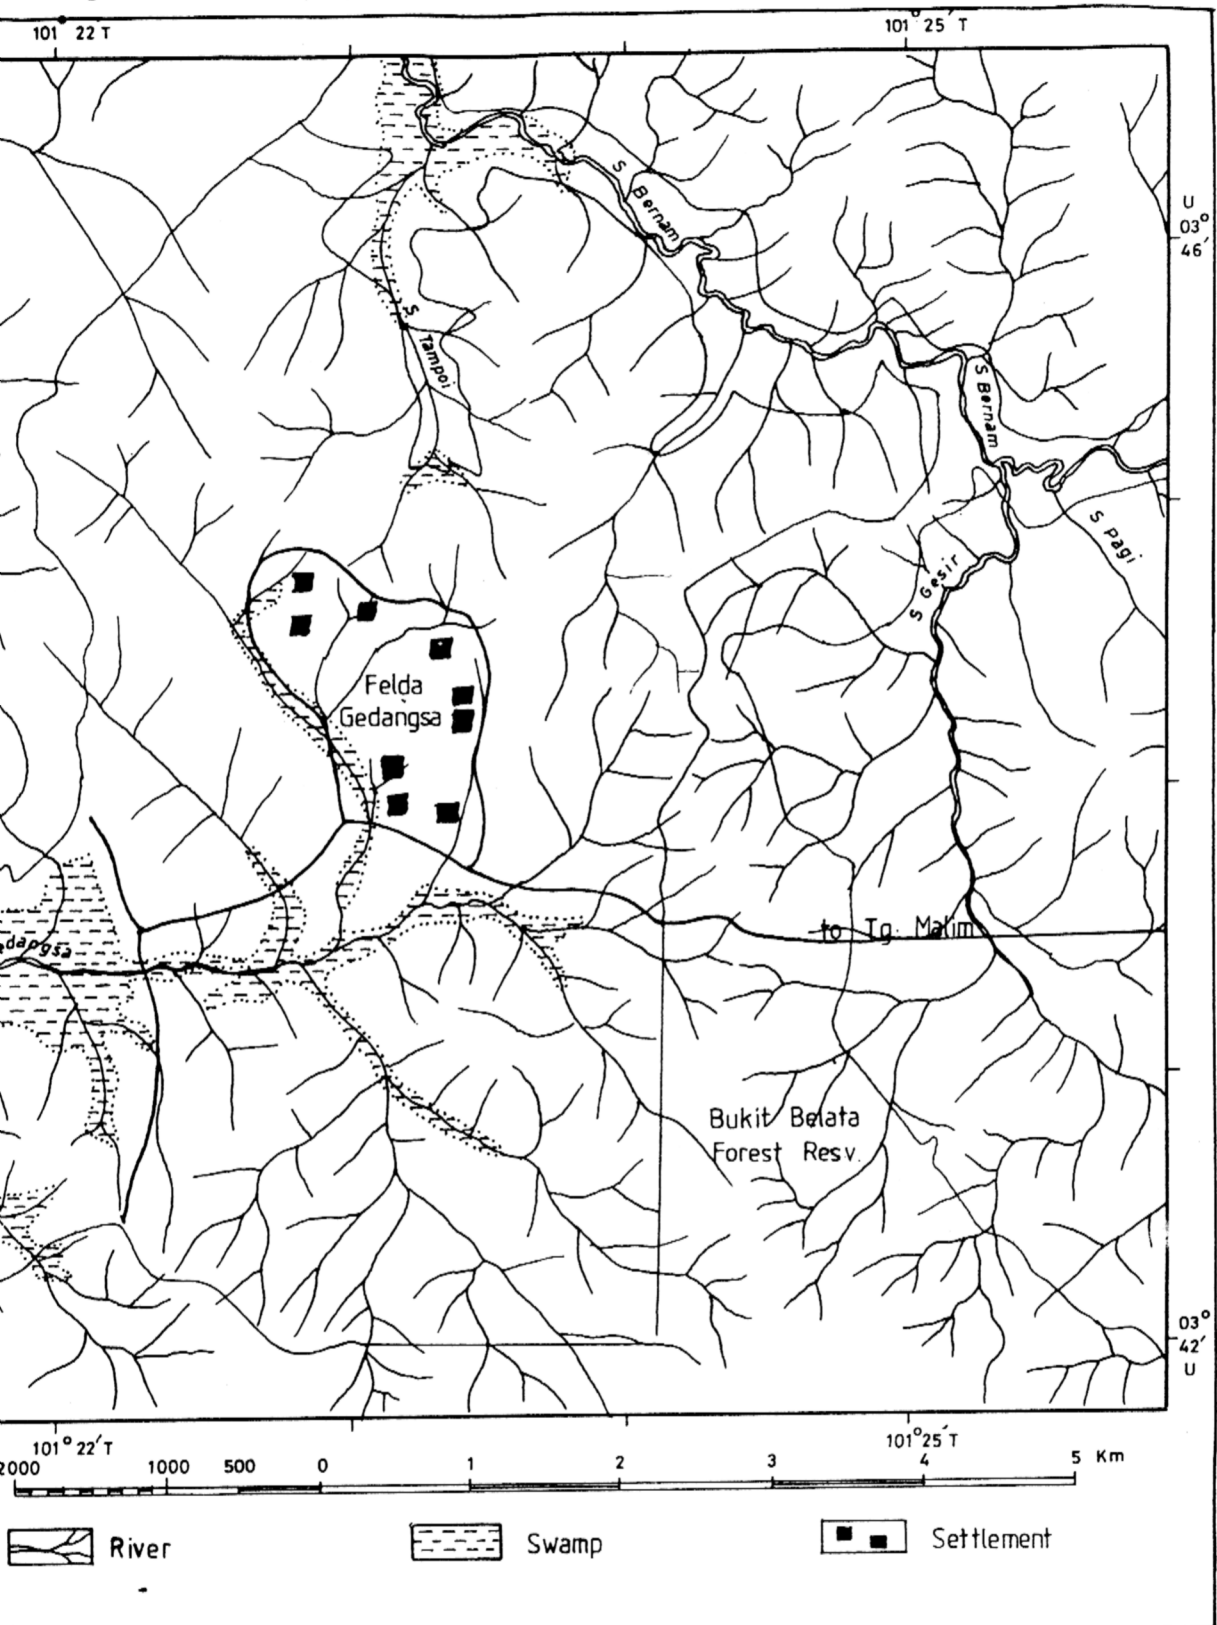 101° 22' T
101° 25' T
U
03°
46'
S Bernam
S Tampoi
S Bernam
S Pagi
S Gesir
Felda
Gedangsa
to Tg. Malim
dangsa
Bukit Belata
Forest Resv.
03°
42'
U
101° 22' T
101° 25' T
2000 1000 500 0 1 2 3 4 5 Km
River
Swamp
Settlement